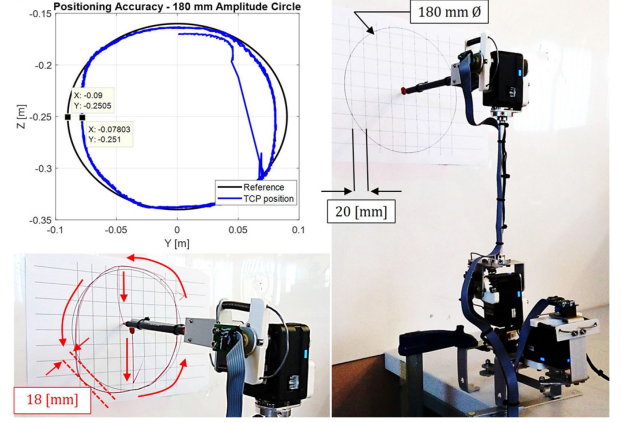 Positioning Accuracy - 180 mm Amplitude Circle
-0.15
-0.2
-0.25
-0.3
-0.35
Z [m]
X: -0.09
Y: -0.2505
X: -0.07803
Y: -0.251
Reference
TCP position
-0.1
-0.05
0
0.05
0.1
Y [m]
180 mm Ø
20 [mm]
18 [mm]